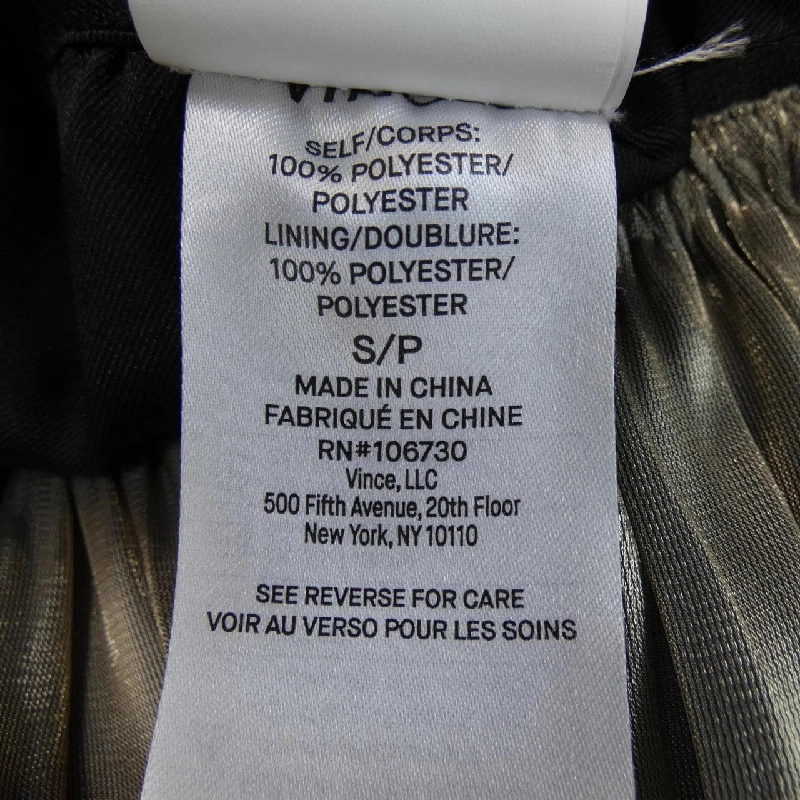 SELF/CORPS:
100% POLYESTER/
POLYESTER
LINING/DOUBLURE:
100% POLYESTER/
POLYESTER
S/P
MADE IN CHINA
FABRIQUÉ EN CHINE
RN#106730
Vince, LLC
500 Fifth Avenue, 20th Floor
New York, NY 10110
SEE REVERSE FOR CARE
VOIR AU VERSO POUR LES SOINS